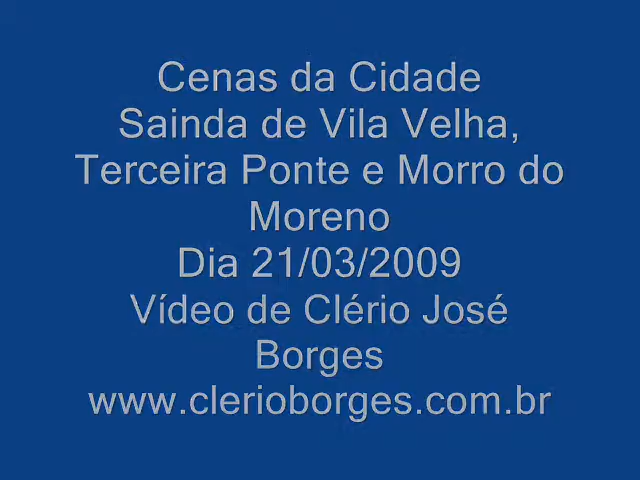 Cenas da Cidade
Sainda de Vila Velha,
Terceira Ponte e Morro do
Moreno
Dia 21/03/2009
Vídeo de Clério José
Borges
www.clerioborges.com.br